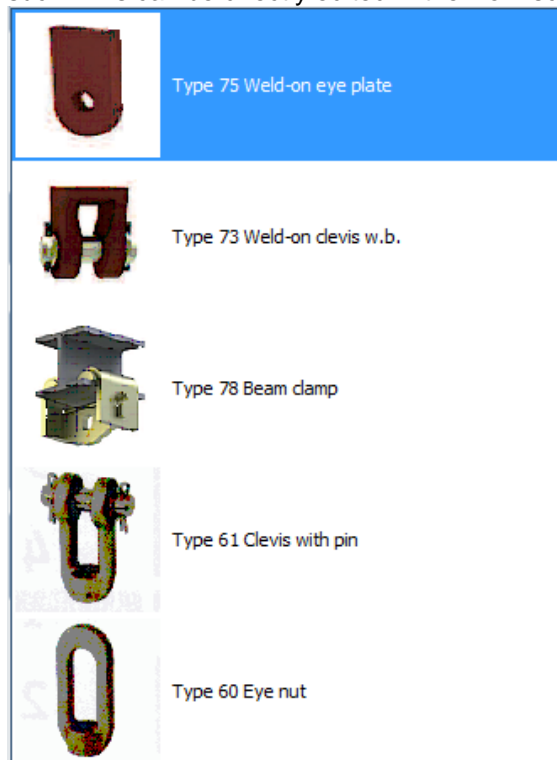 Type 75 Weld-on eye plate
Type 73 Weld-on clevis w.b.
Type 78 Beam clamp
Type 61 Clevis with pin
Type 60 Eye nut